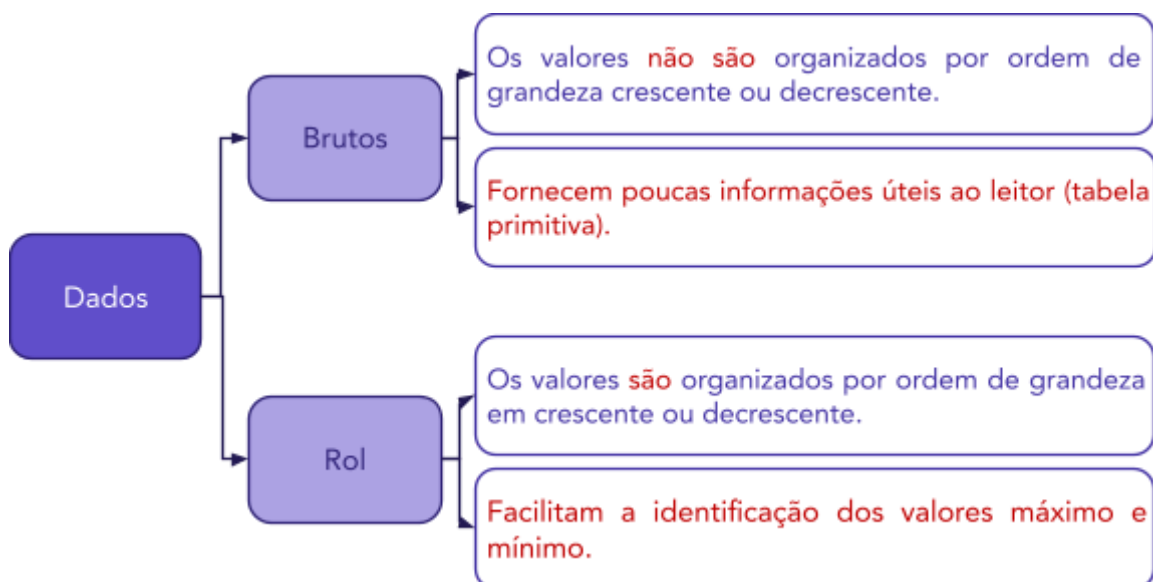 Os valores não são organizados por ordem de
grandeza crescente ou decrescente.
Brutos
Fornecem poucas informações úteis ao leitor (tabela
primitiva).
Dados
Os valores são organizados por ordem de grandeza
em crescente ou decrescente.
Rol
Facilitam a identificação dos valores máximo e
mínimo.